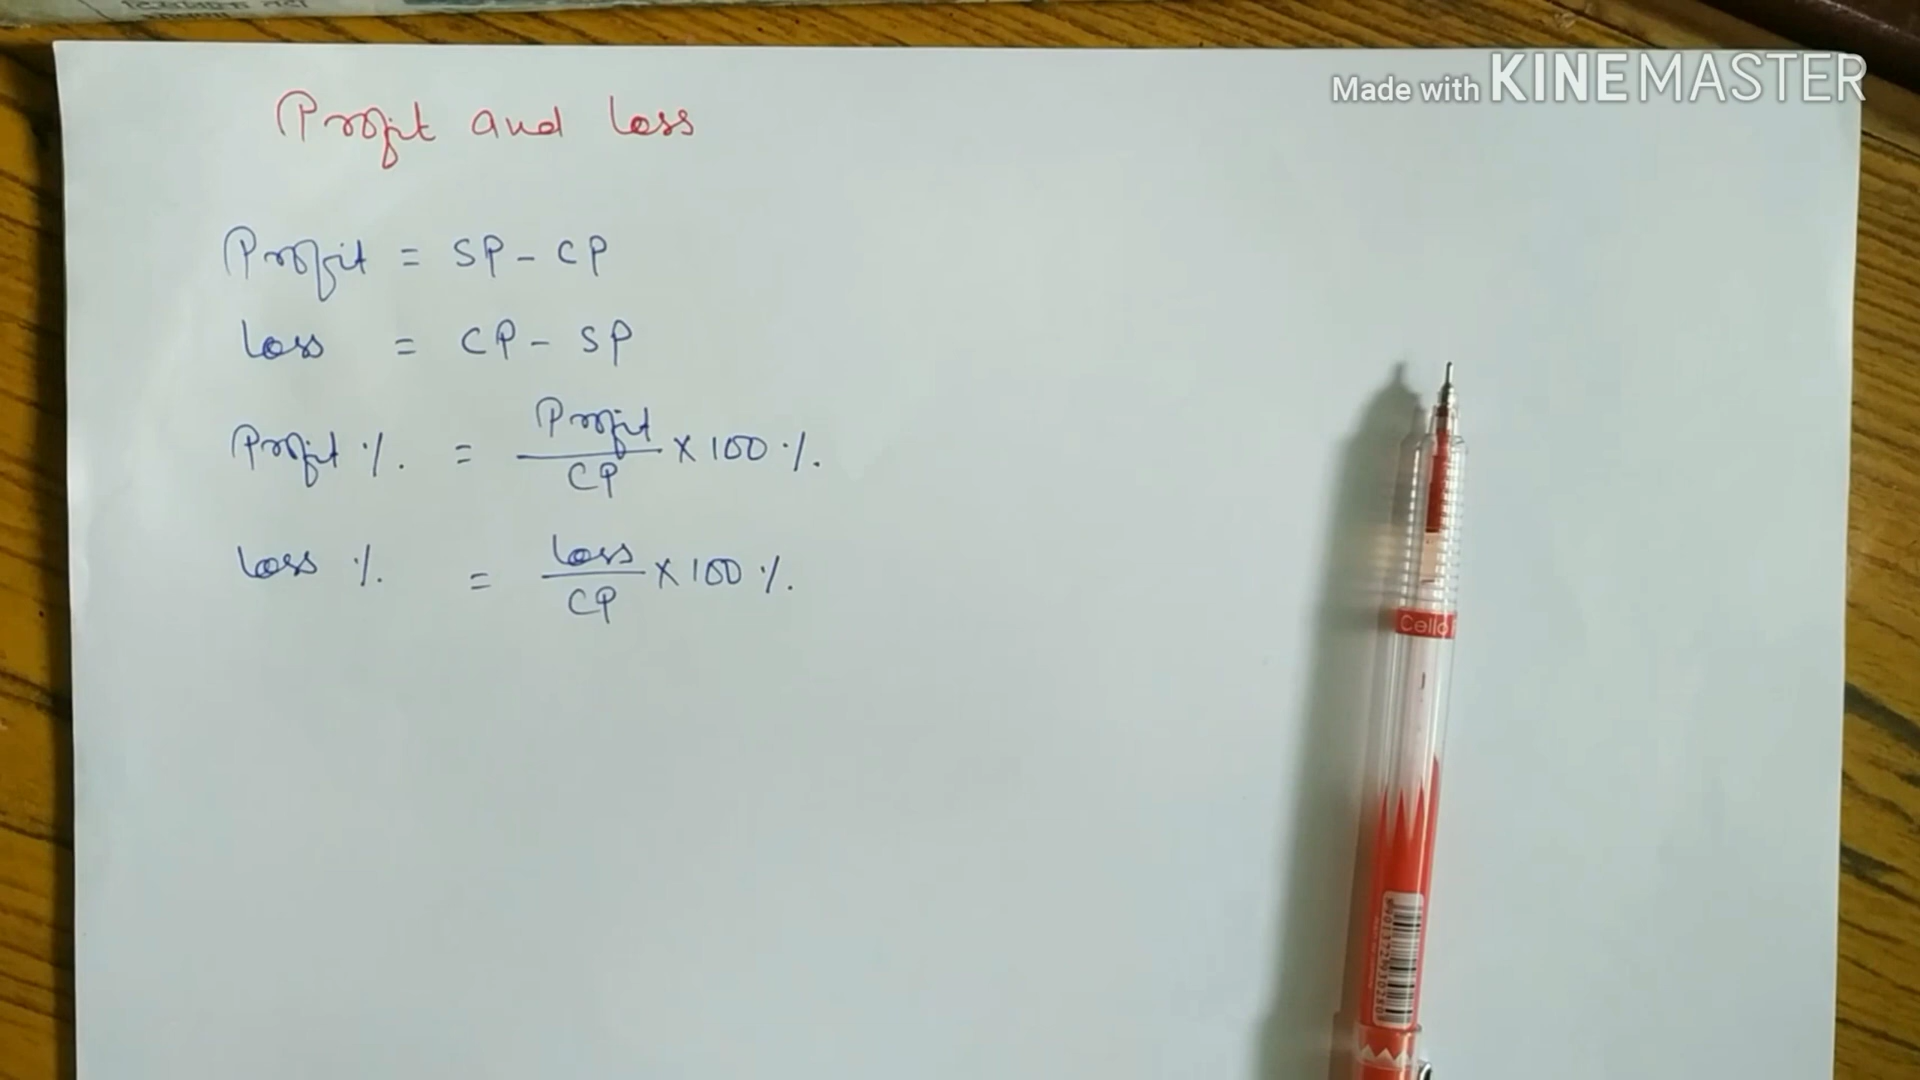 Made with KINEMASTER
Profit and loss
Profit = SP - CP
loss = CP - SP
Profit % = Profit / CP × 100 %
loss % = loss / CP × 100 %
Cello